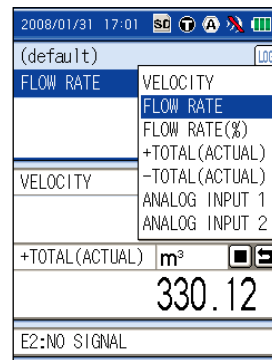 2008/01/31 17:01 SD T A
(default) LOG
FLOW RATE
VELOCITY
FLOW RATE
FLOW RATE(%)
+TOTAL(ACTUAL)
-TOTAL(ACTUAL)
ANALOG INPUT 1
ANALOG INPUT 2
VELOCITY
+TOTAL(ACTUAL) m³
330.12
E2:NO SIGNAL